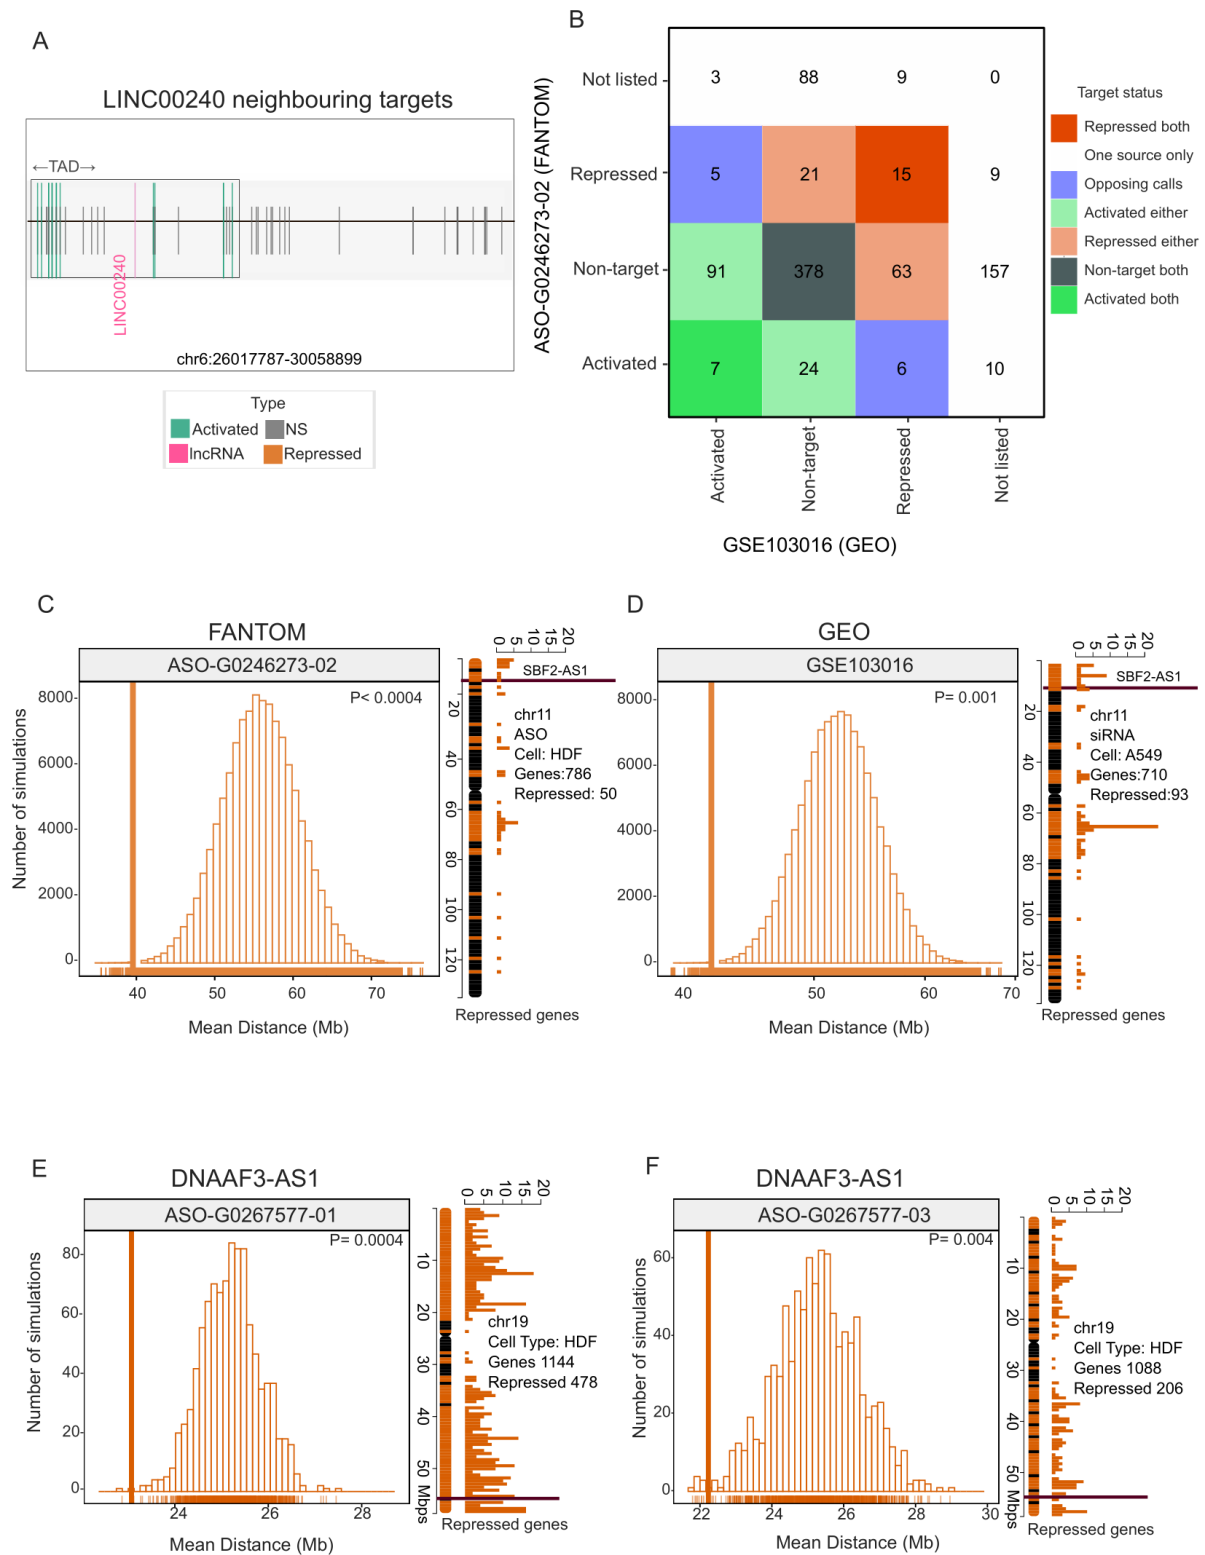 A
LINC00240 neighbouring targets
←TAD→
LINC00240
chr6:26017787-30058899
Type
Activated NS
lncRNA Repressed
B
ASO-G0246273-02 (FANTOM)
Not listed 3 88 9 0
Repressed 5 21 15 9
Non-target 91 378 63 157
Activated 7 24 6 10
Activated Non-target Repressed Not listed
GSE103016 (GEO)
Target status
Repressed both
One source only
Opposing calls
Activated either
Repressed either
Non-target both
Activated both
C
FANTOM
ASO-G0246273-02
P< 0.0004
Number of simulations
8000
6000
4000
2000
0
40 50 60 70
Mean Distance (Mb)
0 5 10 15 20
SBF2-AS1
20 40 60 80 100 120
chr11
ASO
Cell: HDF
Genes:786
Repressed: 50
Repressed genes
D
GEO
GSE103016
P= 0.001
8000
6000
4000
2000
0
40 50 60 70
Mean Distance (Mb)
0 5 10 15 20
SBF2-AS1
20 40 60 80 100 120
chr11
siRNA
Cell: A549
Genes:710
Repressed:93
Repressed genes
E
DNAAF3-AS1
ASO-G0267577-01
P= 0.0004
Number of simulations
80
60
40
20
0
24 26 28
Mean Distance (Mb)
0 5 10 15 20
10 20 30 40 50 Mbps
chr19
Cell Type: HDF
Genes 1144
Repressed 478
Repressed genes
F
DNAAF3-AS1
ASO-G0267577-03
P= 0.004
Number of simulations
60
40
20
0
22 24 26 28 30
Mean Distance (Mb)
0 5 10 15 20
10 20 30 40 50 Mbps
chr19
Cell Type: HDF
Genes 1088
Repressed 206
Repressed genes